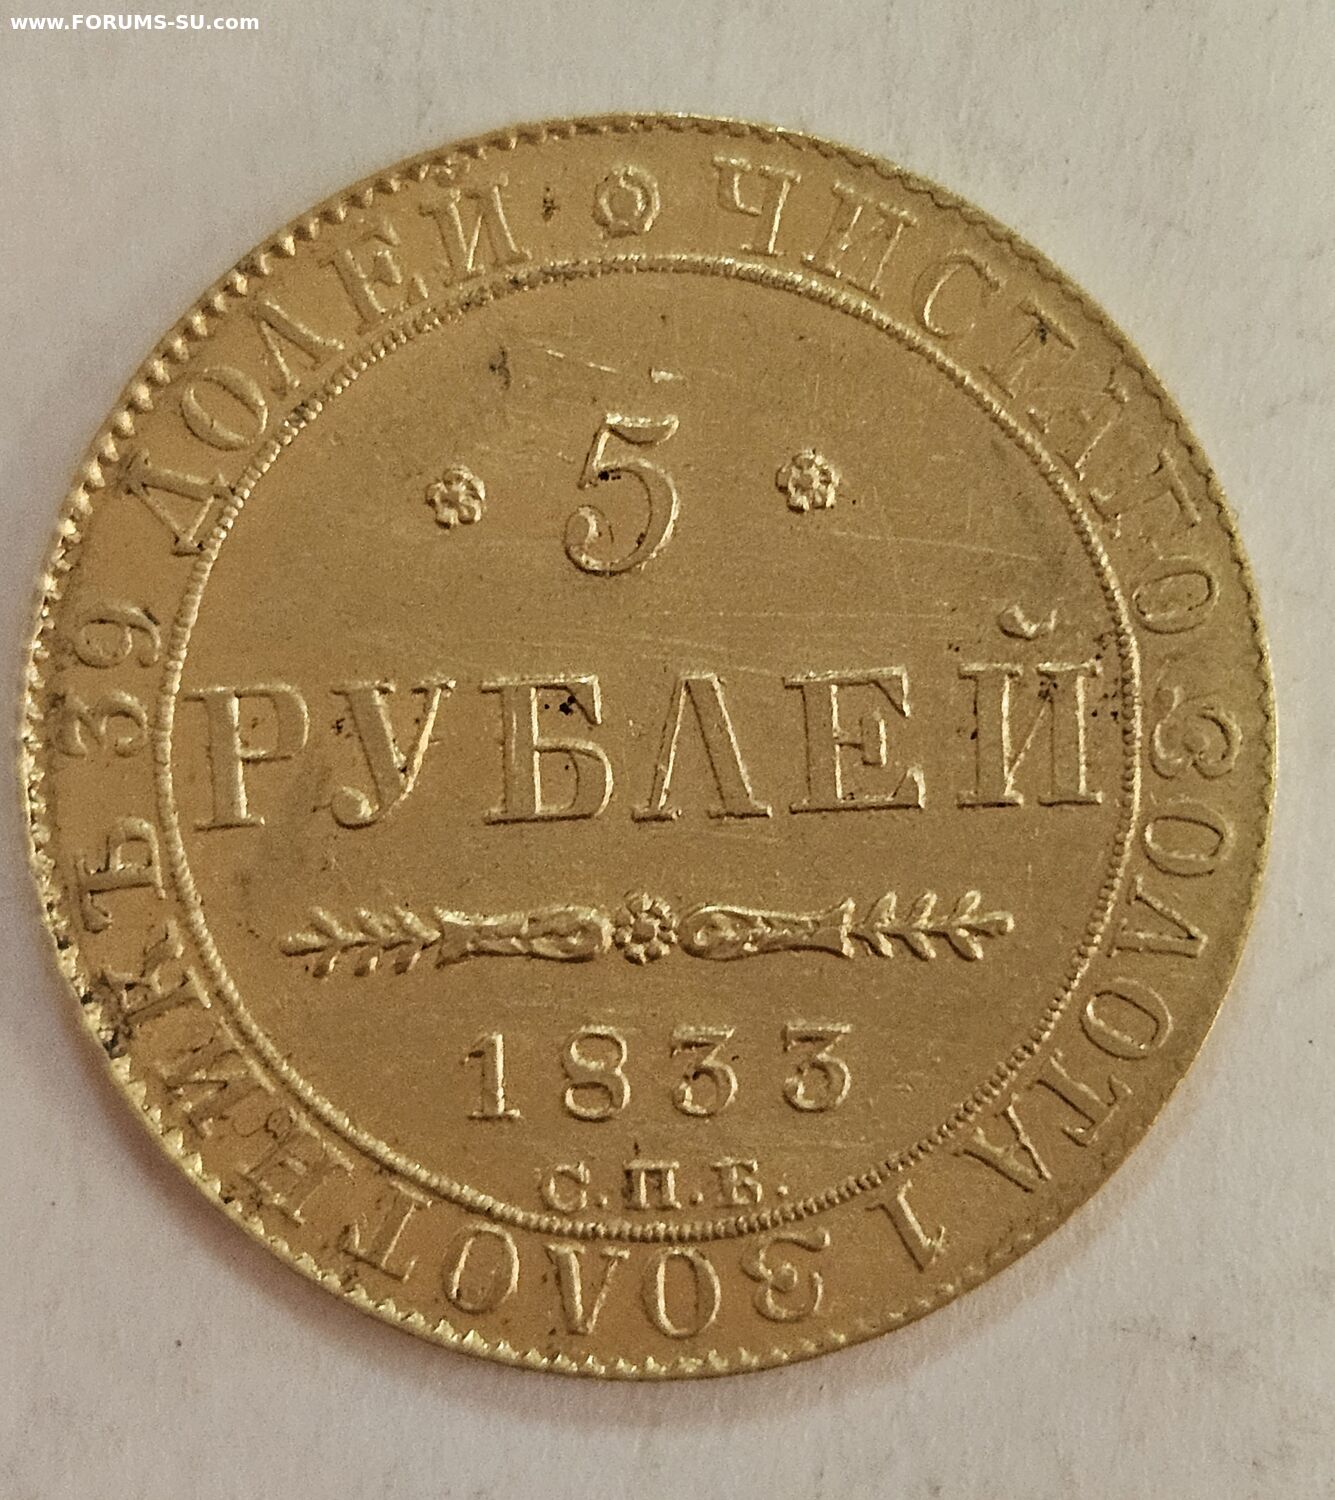 www.FORUMS-SU.com
ЧИСТАГО ЗОЛОТА 1 ЗОЛОТНИКЪ 39 ДОЛЕЙ
5
РУБЛЕЙ
1833
С.П.Б.